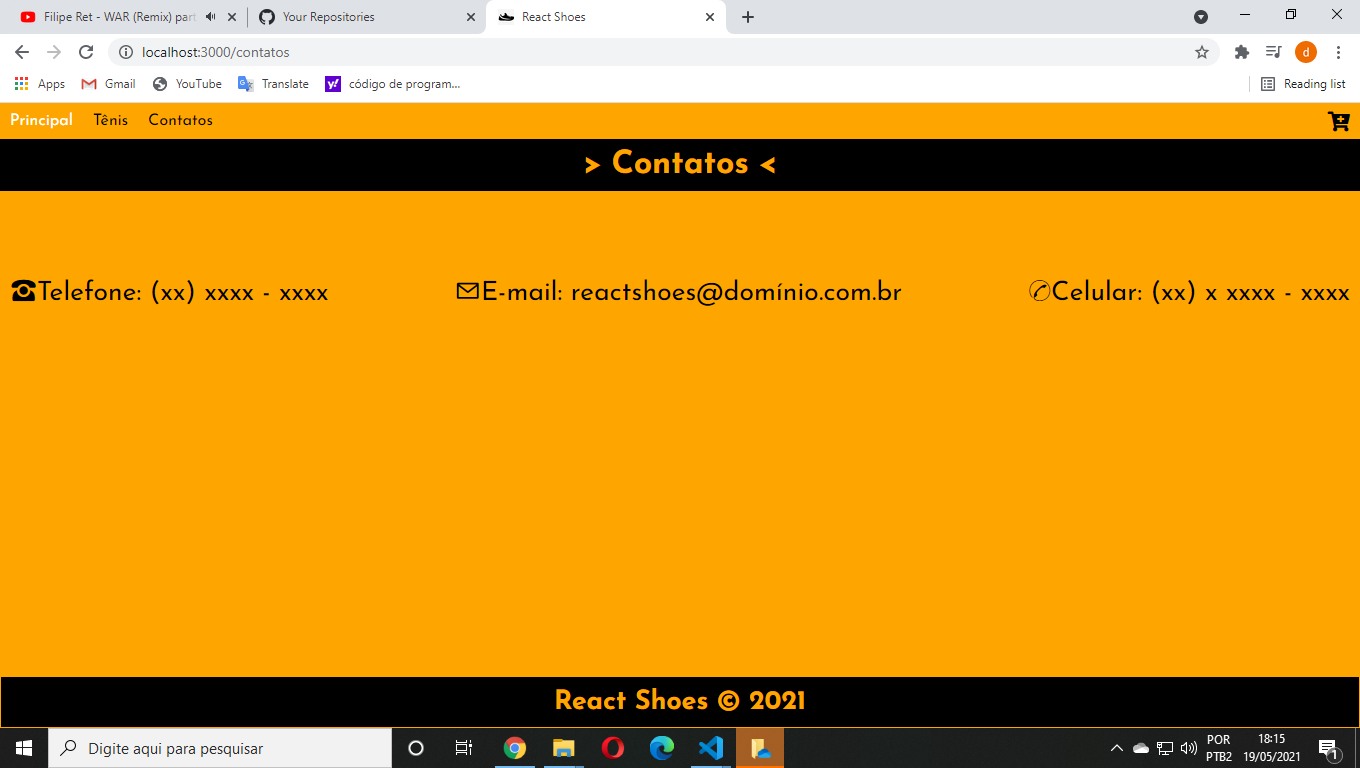 Filipe Ret - WAR (Remix) part
Your Repositories
React Shoes
localhost:3000/contatos
d
Apps
Gmail
YouTube
Translate
código de program...
Reading list
Principal
Tênis
Contatos
> Contatos <
☎Telefone: (xx) xxxx - xxxx
🖂E-mail: reactshoes@domínio.com.br
✆Celular: (xx) x xxxx - xxxx
React Shoes © 2021
Digite aqui para pesquisar
POR
PTB2
18:15
19/05/2021
1